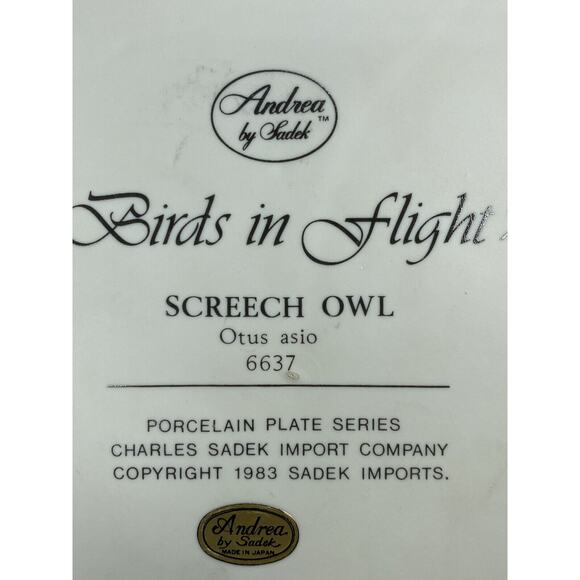 Andrea
by Sadek™
Birds in Flight
SCREECH OWL
Otus asio
6637
PORCELAIN PLATE SERIES
CHARLES SADEK IMPORT COMPANY
COPYRIGHT 1983 SADEK IMPORTS.
Andrea
by Sadek
MADE IN JAPAN